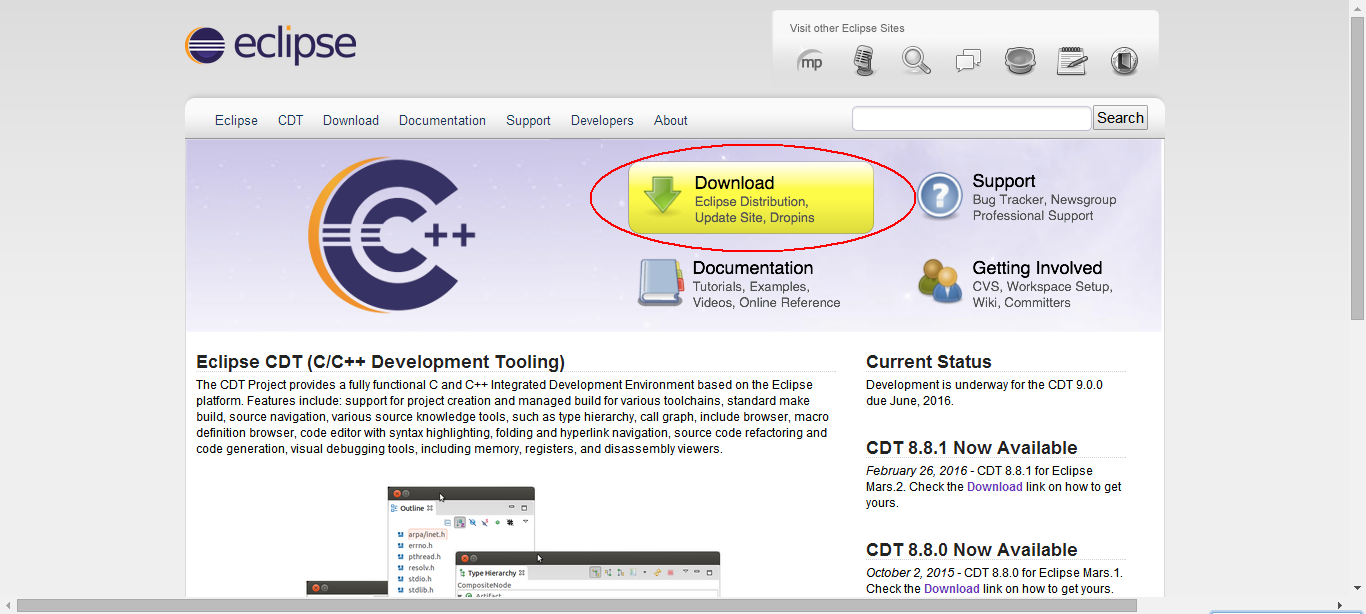 eclipse
Visit other Eclipse Sites
mp
Eclipse CDT Download Documentation Support Developers About
Search
C++
Download
Eclipse Distribution,
Update Site, Dropins
Support
Bug Tracker, Newsgroup
Professional Support
Documentation
Tutorials, Examples,
Videos, Online Reference
Getting Involved
CVS, Workspace Setup,
Wiki, Committers
Eclipse CDT (C/C++ Development Tooling)
The CDT Project provides a fully functional C and C++ Integrated Development Environment based on the Eclipse
platform. Features include: support for project creation and managed build for various toolchains, standard make
build, source navigation, various source knowledge tools, such as type hierarchy, call graph, include browser, macro
definition browser, code editor with syntax highlighting, folding and hyperlink navigation, source code refactoring and
code generation, visual debugging tools, including memory, registers, and disassembly viewers.
Outline
arpa/inet.h
errno.h
pthread.h
resolv.h
stdio.h
stdlib.h
Type Hierarchy
CompositeNode
Artifact
Current Status
Development is underway for the CDT 9.0.0
due June, 2016.
CDT 8.8.1 Now Available
February 26, 2016 - CDT 8.8.1 for Eclipse
Mars.2. Check the Download link on how to get
yours.
CDT 8.8.0 Now Available
October 2, 2015 - CDT 8.8.0 for Eclipse Mars.1.
Check the Download link on how to get yours.